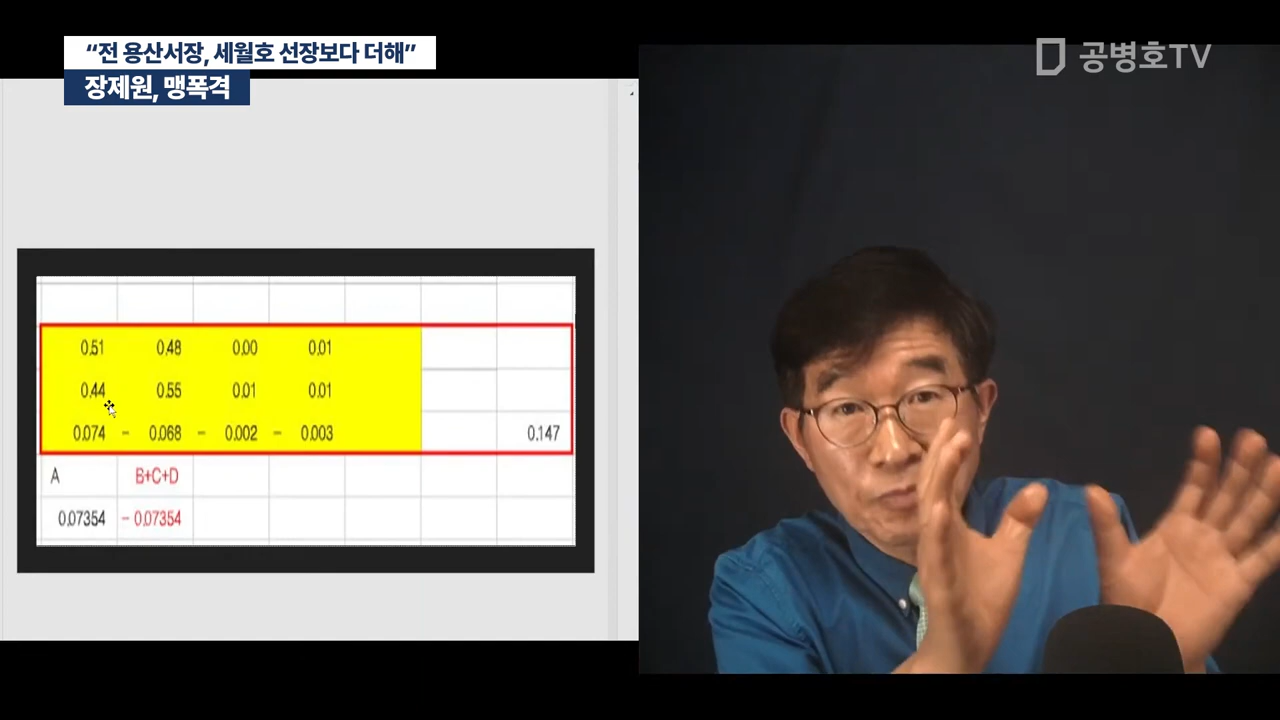 “전 용산서장, 세월호 선장보다 더해”
장제원, 맹폭격
공병호TV
0.51 0.48 0.00 0.01
0.44 0.55 0.01 0.01
0.074 - 0.068 - 0.002 - 0.003 0.147
A B+C+D
0.07354 - 0.07354